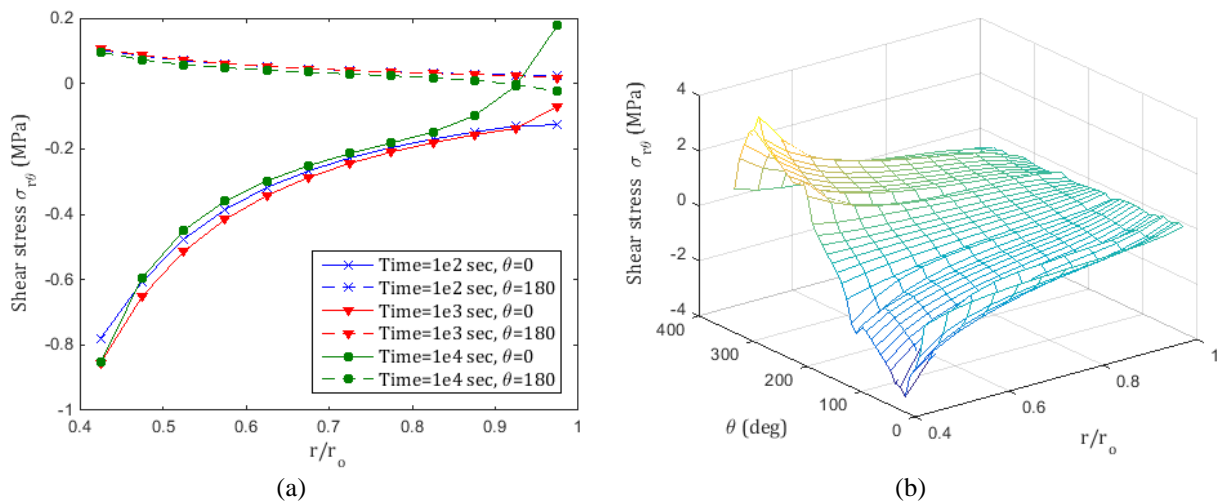 0.2
0
-0.2
-0.4
-0.6
-0.8
-1
Shear stress σrθ (MPa)
0.4 0.5 0.6 0.7 0.8 0.9 1
r/ro
Time=1e2 sec, θ=0
Time=1e2 sec, θ=180
Time=1e3 sec, θ=0
Time=1e3 sec, θ=180
Time=1e4 sec, θ=0
Time=1e4 sec, θ=180
(a)
4
2
0
-2
-4
Shear stress σrθ (MPa)
400 300 200 100 0
θ (deg)
0.4 0.6 0.8 1
r/ro
(b)